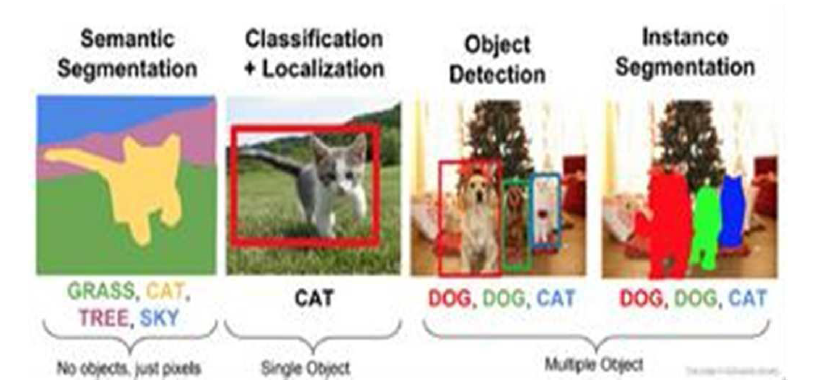 Semantic
Segmentation
Classification
+ Localization
Object
Detection
Instance
Segmentation
GRASS, CAT,
TREE, SKY
CAT
DOG, DOG, CAT
DOG, DOG, CAT
No objects, just pixels
Single Object
Multiple Object